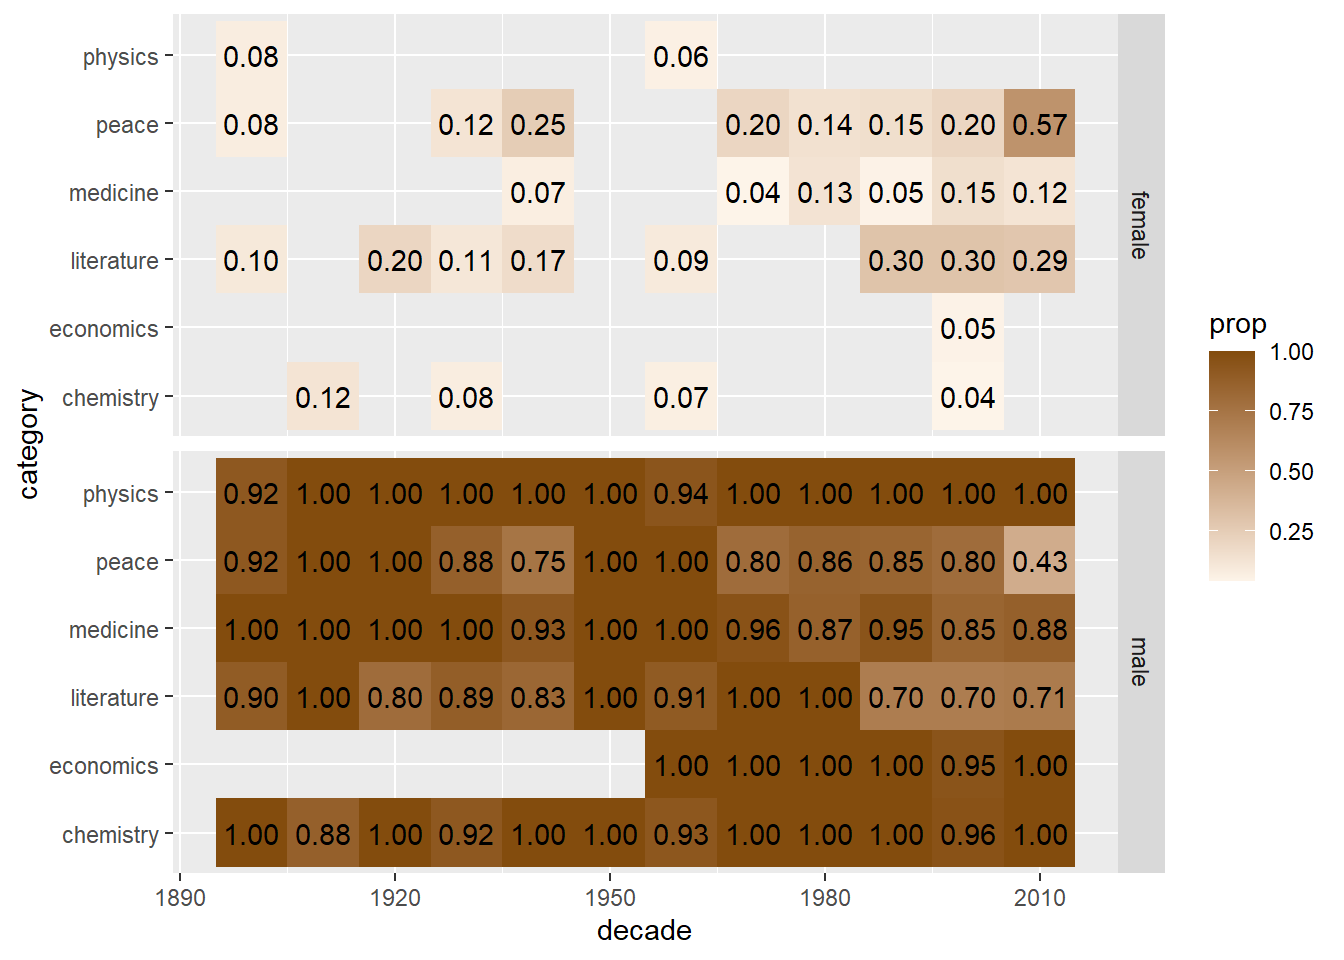 physics 0.08 0.06
peace 0.08 0.12 0.25 0.20 0.14 0.15 0.20 0.57
medicine 0.07 0.04 0.13 0.05 0.15 0.12
literature 0.10 0.20 0.11 0.17 0.09 0.30 0.30 0.29
economics 0.05
chemistry 0.12 0.08 0.07 0.04
female
physics 0.92 1.00 1.00 1.00 1.00 1.00 0.94 1.00 1.00 1.00 1.00 1.00
peace 0.92 1.00 1.00 0.88 0.75 1.00 1.00 0.80 0.86 0.85 0.80 0.43
medicine 1.00 1.00 1.00 1.00 0.93 1.00 1.00 0.96 0.87 0.95 0.85 0.88
literature 0.90 1.00 0.80 0.89 0.83 1.00 0.91 1.00 1.00 0.70 0.70 0.71
economics 1.00 1.00 1.00 1.00 0.95 1.00
chemistry 1.00 0.88 1.00 0.92 1.00 1.00 0.93 1.00 1.00 1.00 0.96 1.00
male
category
1890 1920 1950 1980 2010
decade
prop
1.00
0.75
0.50
0.25